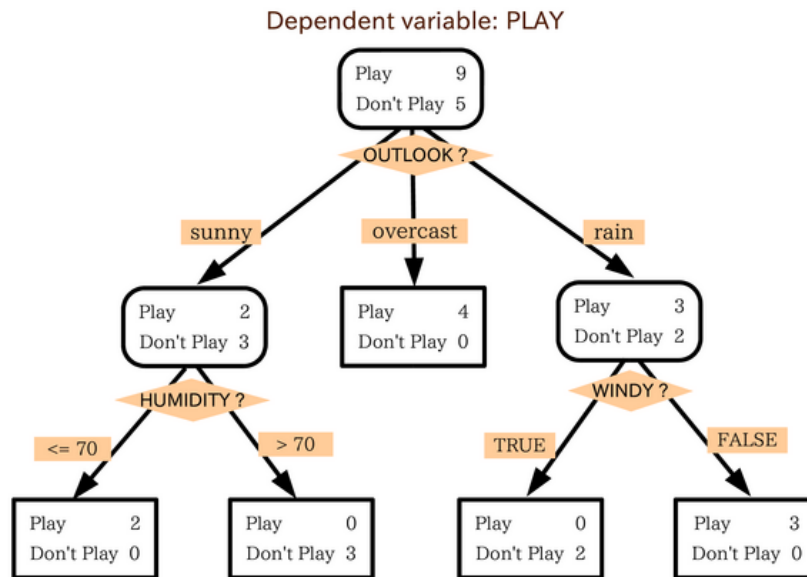 Dependent variable: PLAY
Play 9
Don't Play 5
OUTLOOK ?
sunny
overcast
rain
Play 2
Don't Play 3
Play 4
Don't Play 0
Play 3
Don't Play 2
HUMIDITY ?
WINDY ?
<= 70
> 70
TRUE
FALSE
Play 2
Don't Play 0
Play 0
Don't Play 3
Play 0
Don't Play 2
Play 3
Don't Play 0